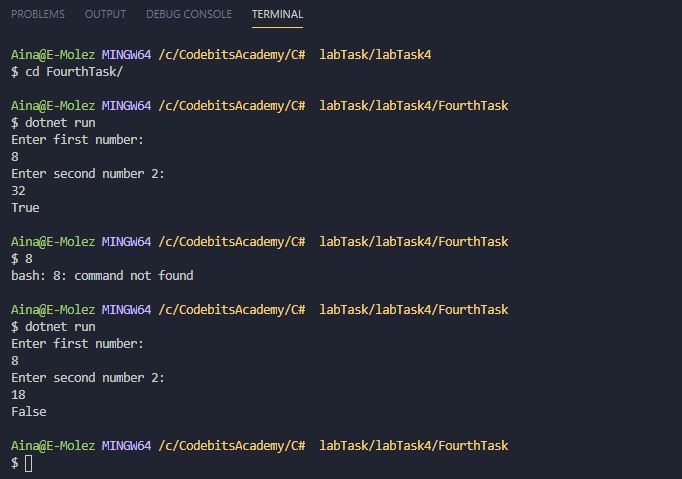 PROBLEMS OUTPUT DEBUG CONSOLE TERMINAL
Aina@E-Molez MINGW64 /c/CodebitsAcademy/C#  labTask/labTask4
$ cd FourthTask/
Aina@E-Molez MINGW64 /c/CodebitsAcademy/C#  labTask/labTask4/FourthTask
$ dotnet run
Enter first number:
8
Enter second number 2:
32
True
Aina@E-Molez MINGW64 /c/CodebitsAcademy/C#  labTask/labTask4/FourthTask
$ 8
bash: 8: command not found
Aina@E-Molez MINGW64 /c/CodebitsAcademy/C#  labTask/labTask4/FourthTask
$ dotnet run
Enter first number:
8
Enter second number 2:
18
False
Aina@E-Molez MINGW64 /c/CodebitsAcademy/C#  labTask/labTask4/FourthTask
$